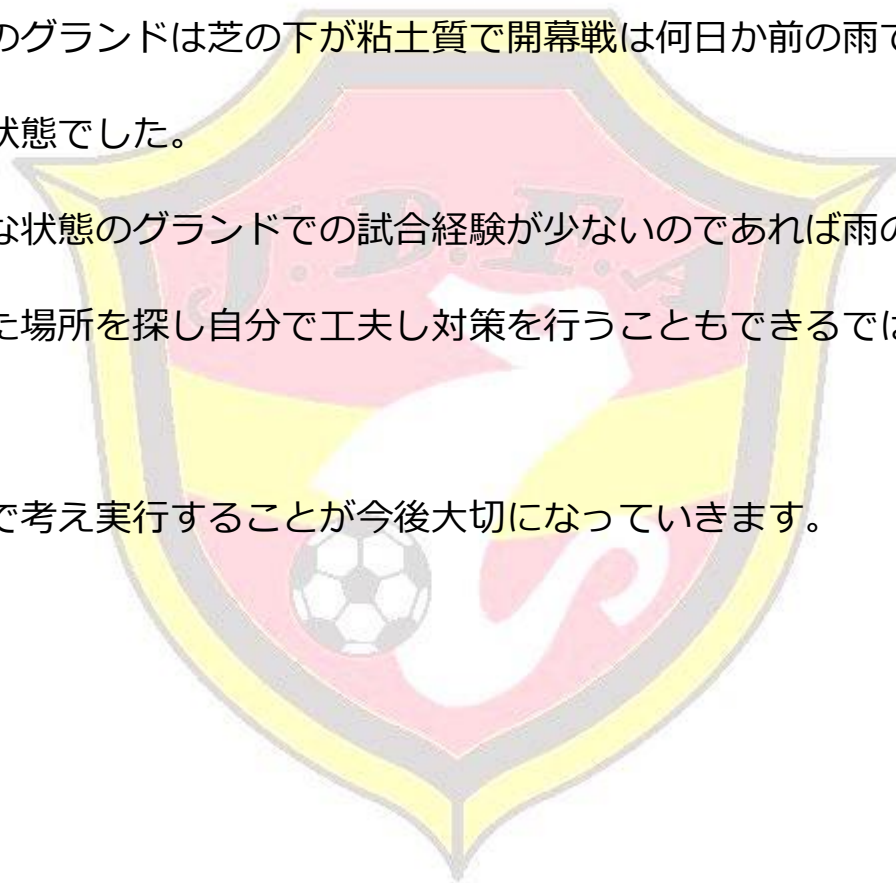 のグランドは芝の下が粘土質で開幕戦は何日か前の雨で
状態でした。
な状態のグランドでの試合経験が少ないのであれば雨の
J.B.F.A
た場所を探し自分で工夫し対策を行うこともできるでは
で考え実行することが今後大切になっていきます。